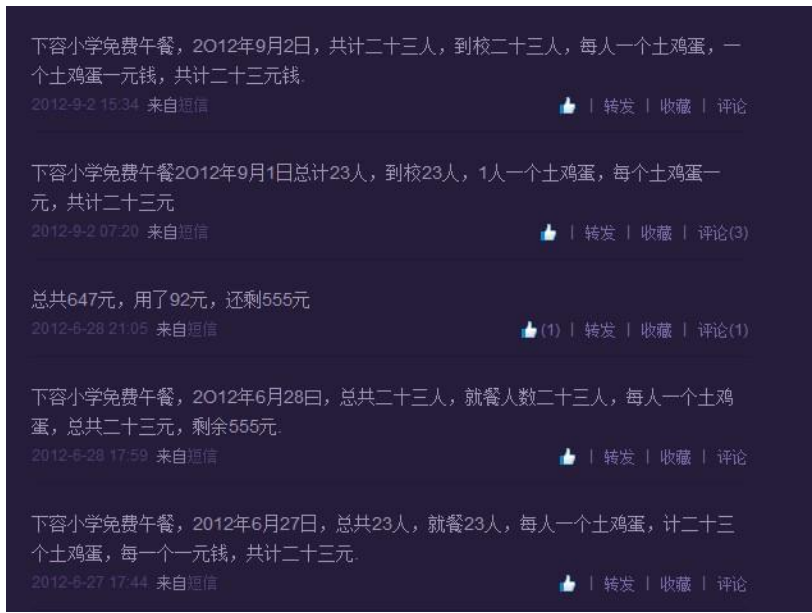 下容小学免费午餐，2O12年9月2日，共计二十三人，到校二十三人，每人一个土鸡蛋，一
个土鸡蛋一元钱，共计二十三元钱.
2012-9-2 15:34 来自短信 | 转发 | 收藏 | 评论
下容小学免费午餐2O12年9月1日总计23人，到校23人，1人一个土鸡蛋，每个土鸡蛋一
元，共计二十三元
2012-9-2 07:20 来自短信 | 转发 | 收藏 | 评论(3)
总共647元，用了92元，还剩555元
2012-6-28 21:05 来自短信 (1) | 转发 | 收藏 | 评论(1)
下容小学免费午餐，2O12年6月28曰，总共二十三人，就餐人数二十三人，每人一个土鸡
蛋，总共二十三元，剩余555元.
2012-6-28 17:59 来自短信 | 转发 | 收藏 | 评论
下容小学免费午餐，2012年6月27日，总共23人，就餐23人，每人一个土鸡蛋，计二十三
个土鸡蛋，每一个一元钱，共计二十三元.
2012-6-27 17:44 来自短信 | 转发 | 收藏 | 评论